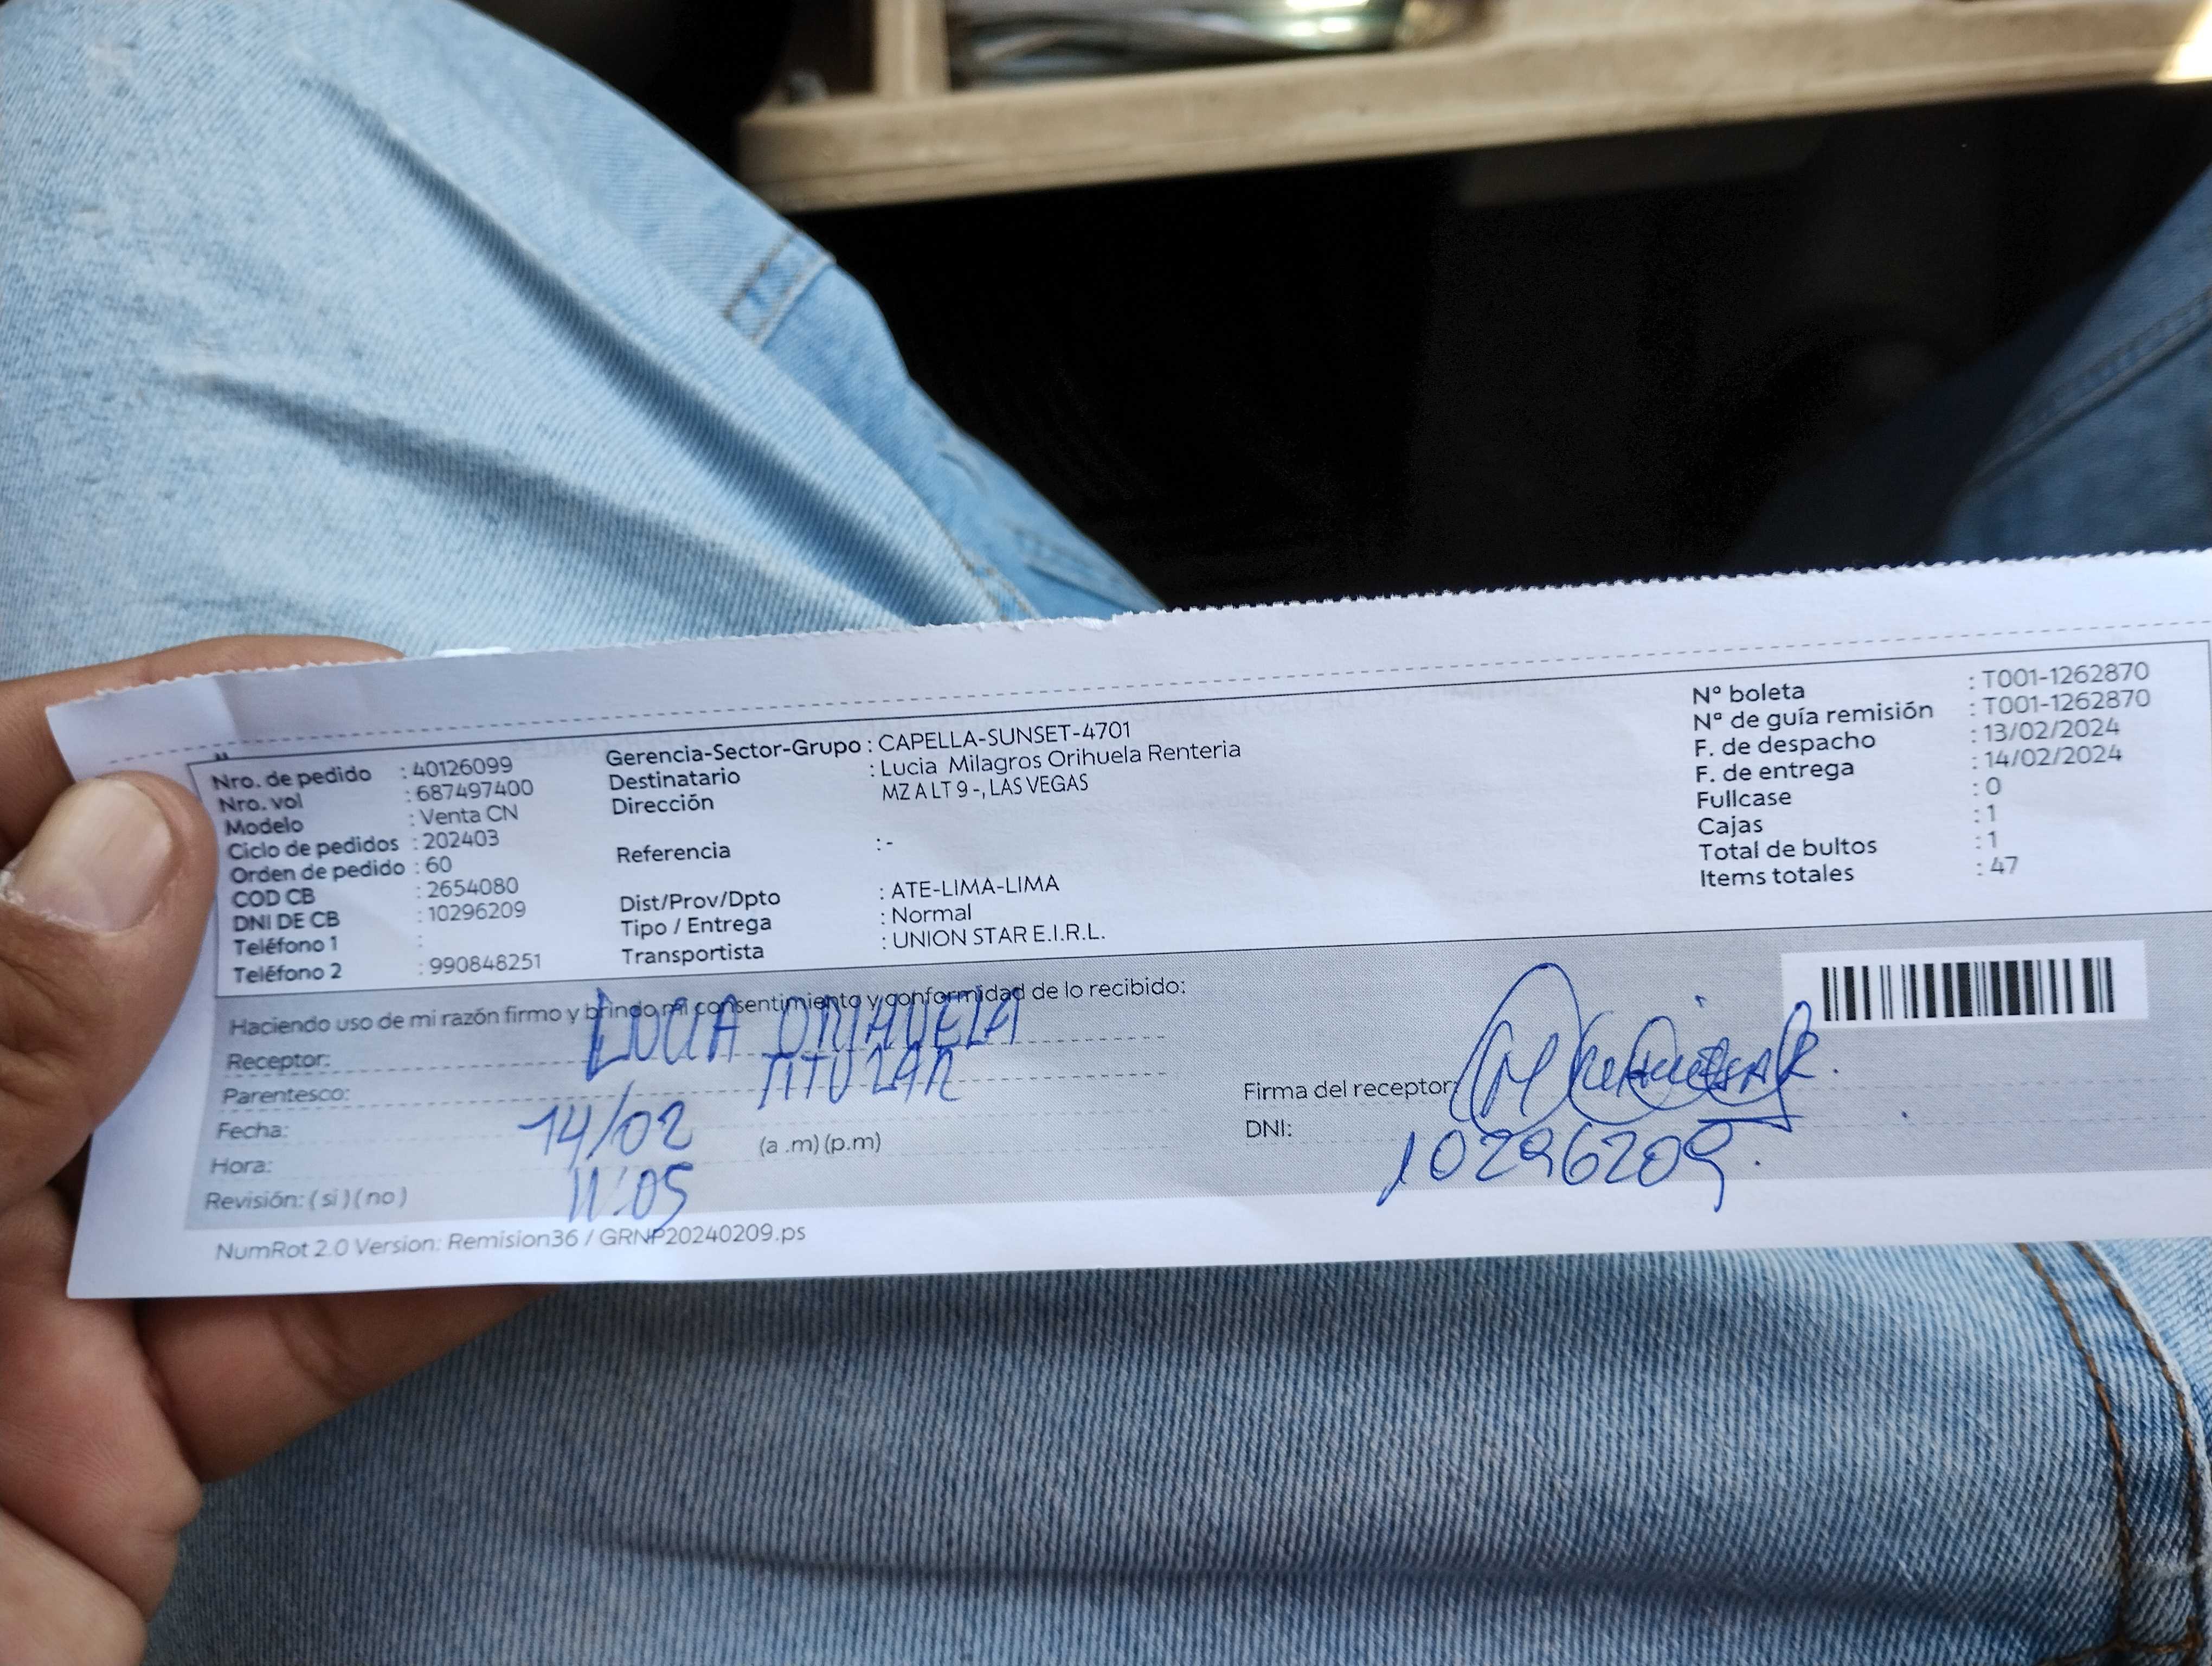 Nro. de pedido : 40126099
Nro. vol : 687497400
Modelo : Venta CN
Ciclo de pedidos : 202403
Orden de pedido : 60
COD CB : 2654080
DNI DE CB : 10296209
Teléfono 1 :
Teléfono 2 : 990848251
Gerencia-Sector-Grupo : CAPELLA-SUNSET-4701
Destinatario : Lucia Milagros Orihuela Renteria
Dirección MZ A LT 9 -, LAS VEGAS
Referencia : -
Dist/Prov/Dpto : ATE-LIMA-LIMA
Tipo / Entrega : Normal
Transportista : UNION STAR E.I.R.L.
N° boleta : T001-1262870
N° de guía remisión : T001-1262870
F. de despacho : 13/02/2024
F. de entrega : 14/02/2024
Fullcase : 0
Cajas : 1
Total de bultos : 1
Items totales : 47
Haciendo uso de mi razón firmo y brindo mi consentimiento y conformidad de lo recibido:
Receptor: LUCIA ORIHUELA
Parentesco: TITULAR
Fecha: 14/02
Hora: 11:05 (a .m) (p.m)
Revisión: ( si ) ( no )
Firma del receptor:
DNI: 10296209
NumRot 2.0 Version: Remision36 / GRNP20240209.ps